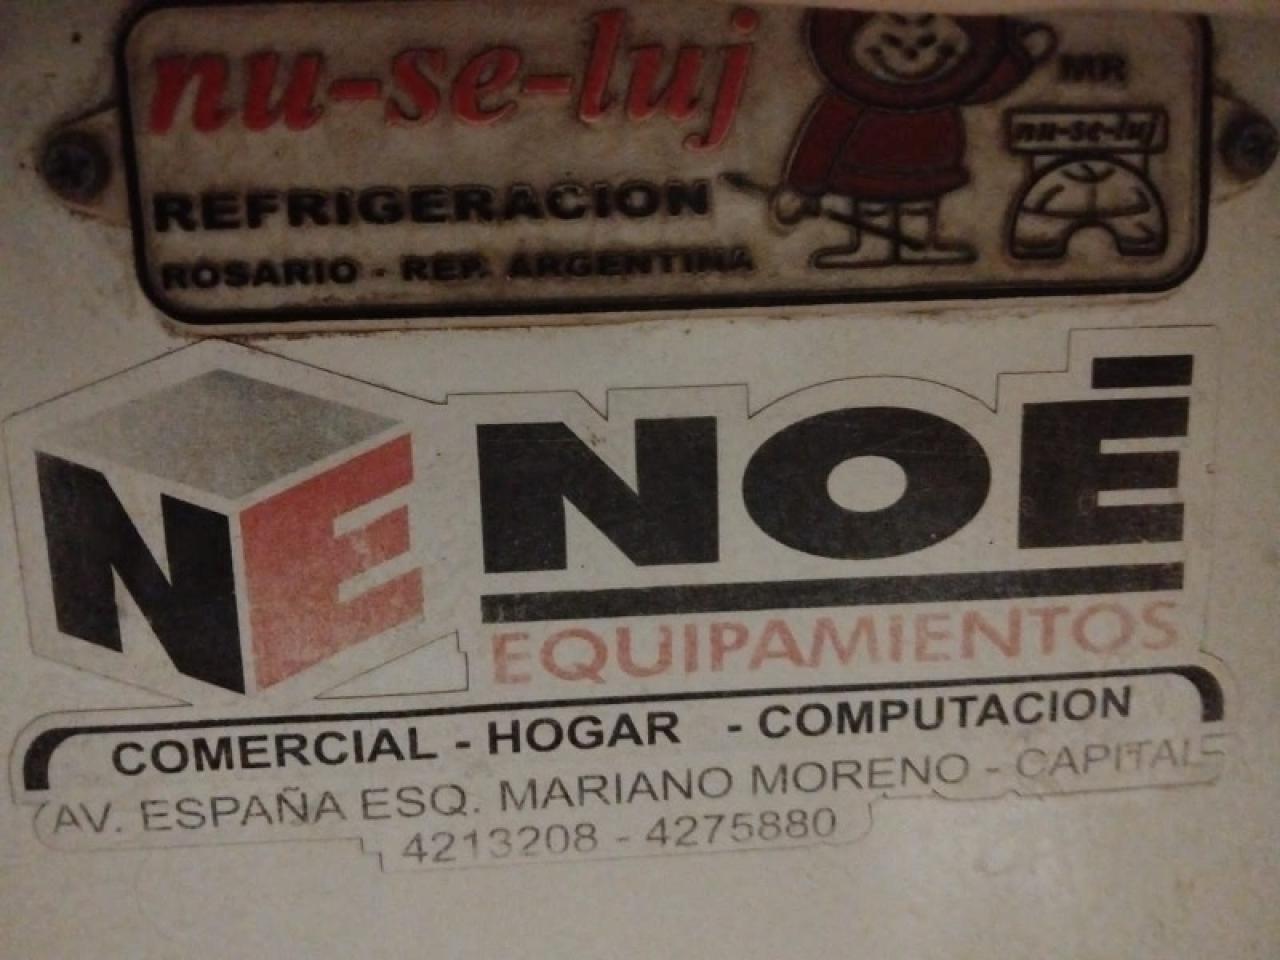 nu-se-luj
MR
nu-se-luj
REFRIGERACION
ROSARIO - REP. ARGENTINA
NE
NOÉ
EQUIPAMIENTOS
COMERCIAL - HOGAR - COMPUTACION
AV. ESPAÑA ESQ. MARIANO MORENO - CAPITAL
4213208 - 4275880